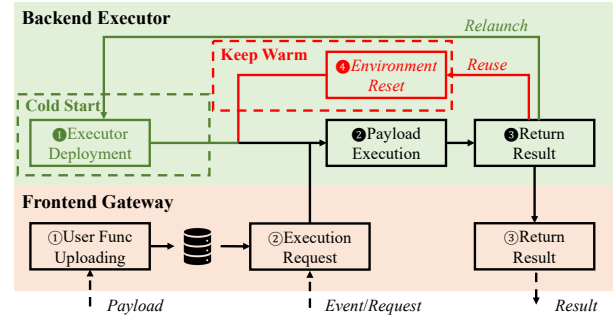 Backend Executor
Relaunch
Keep Warm
❹Environment
Reset
Reuse
Cold Start
❶Executor
Deployment
❷Payload
Execution
❸Return
Result
Frontend Gateway
①User Func
Uploading
②Execution
Request
③Return
Result
Payload
Event/Request
Result